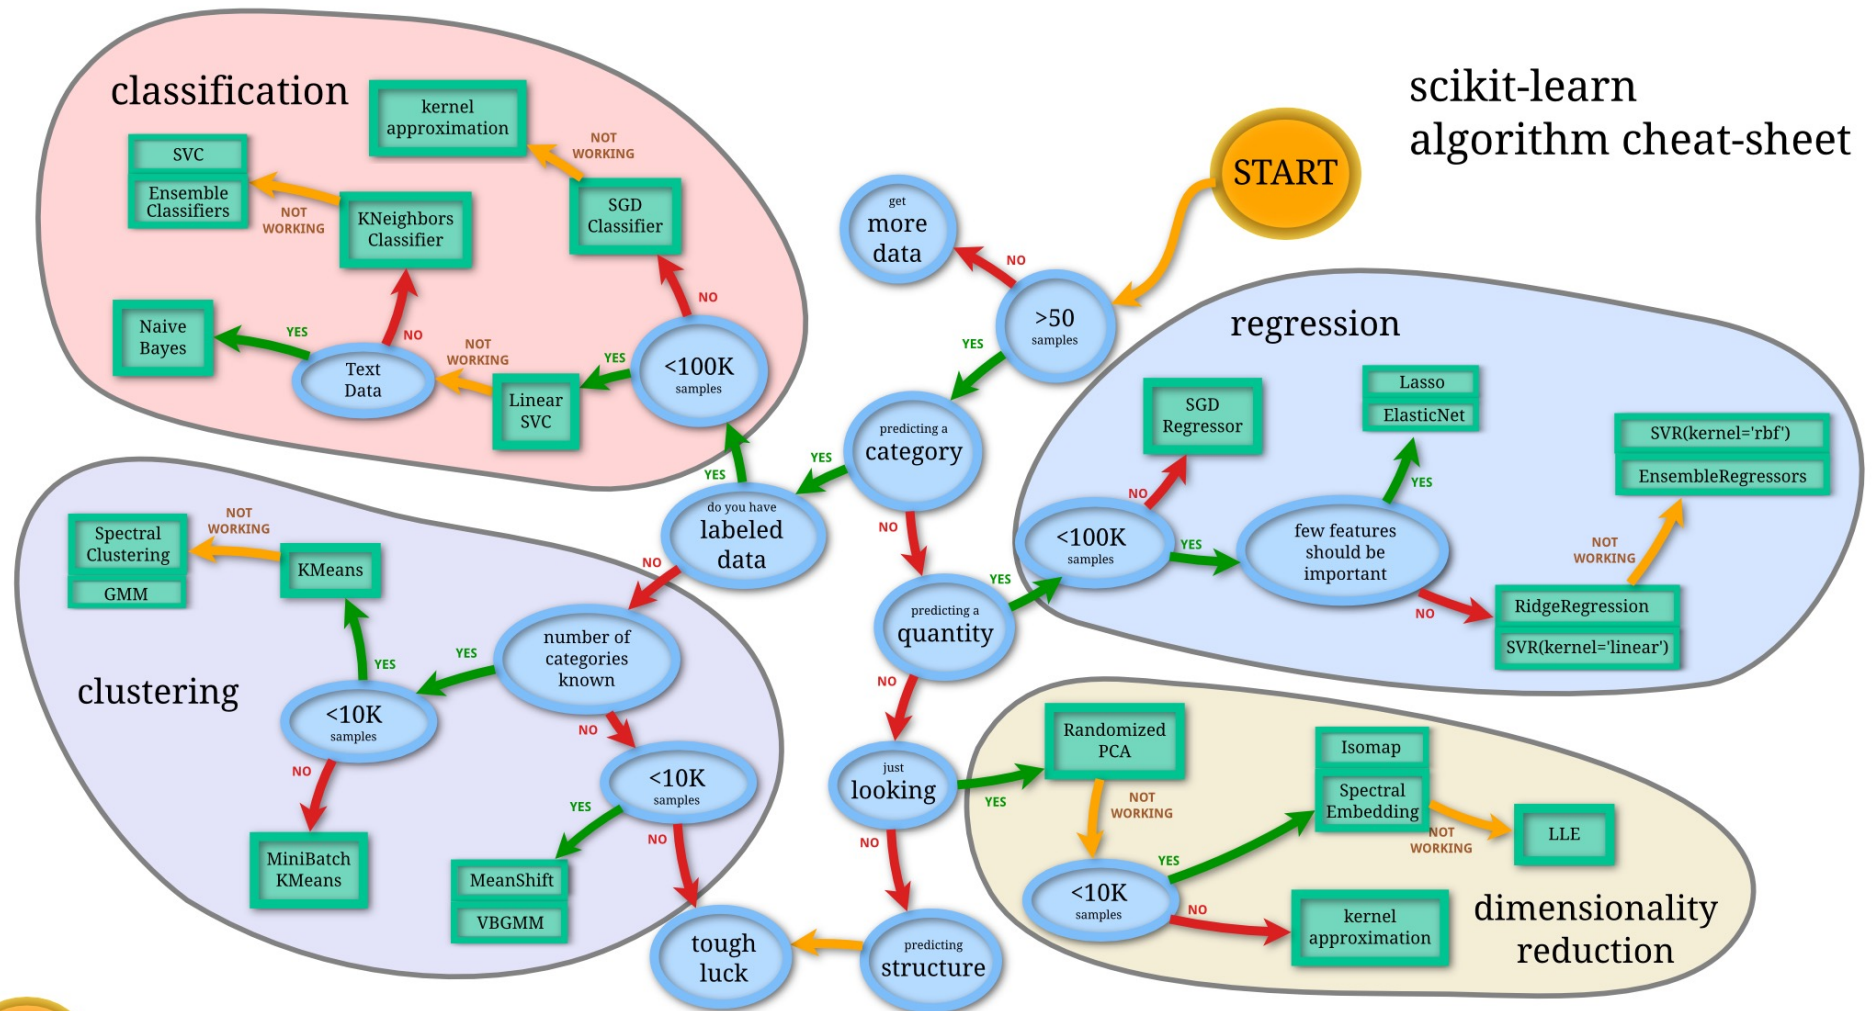 scikit-learn
algorithm cheat-sheet
START
>50
samples
NO
get
more
data
YES
predicting a
category
YES
do you have
labeled
data
YES
NO
NO
predicting a
quantity
YES
NO
just
looking
YES
NO
predicting
structure
tough
luck
classification
<100K
samples
NO
SGD
Classifier
NOT
WORKING
kernel
approximation
YES
Linear
SVC
NOT
WORKING
Text
Data
YES
Naive
Bayes
NO
KNeighbors
Classifier
NOT
WORKING
SVC
Ensemble
Classifiers
clustering
number of
categories
known
YES
<10K
samples
YES
KMeans
NOT
WORKING
Spectral
Clustering
GMM
NO
MiniBatch
KMeans
NO
<10K
samples
YES
MeanShift
VBGMM
NO
regression
<100K
samples
NO
SGD
Regressor
YES
few features
should be
important
YES
Lasso
ElasticNet
NO
RidgeRegression
SVR(kernel='linear')
NOT
WORKING
SVR(kernel='rbf')
EnsembleRegressors
dimensionality
reduction
Randomized
PCA
NOT
WORKING
<10K
samples
YES
Isomap
Spectral
Embedding
NOT
WORKING
LLE
NO
kernel
approximation